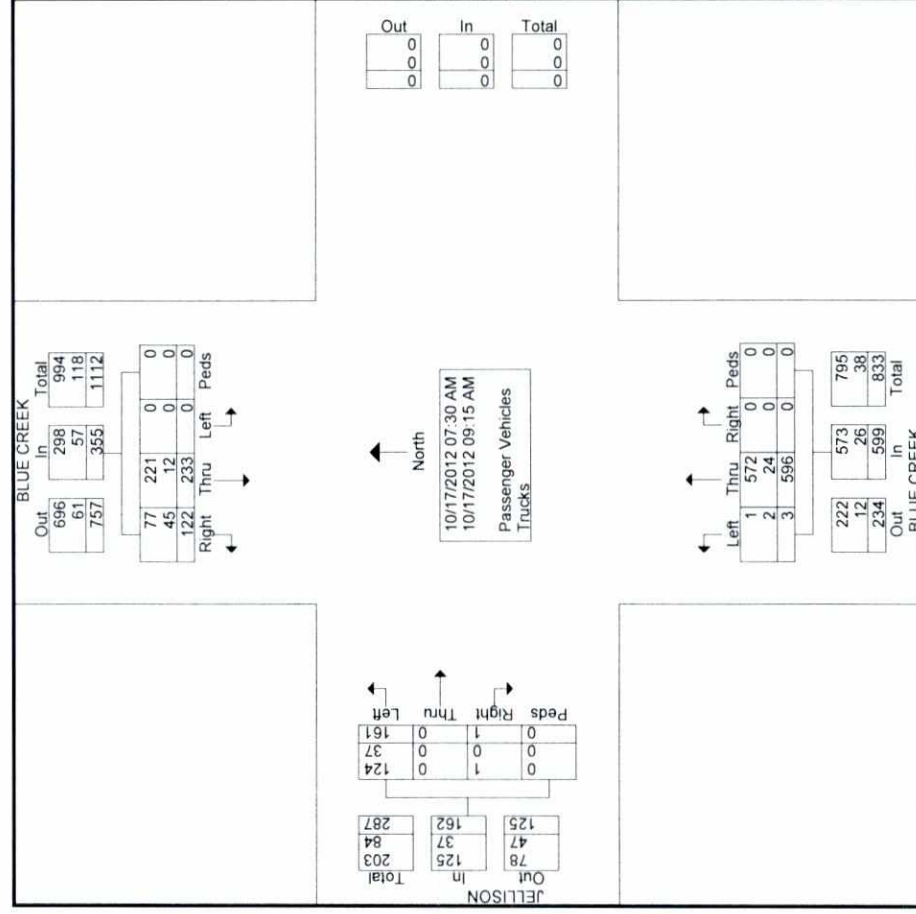 Out In Total
0 0 0
0 0 0
0 0 0
BLUE CREEK
Out In Total
696 298 994
61 57 118
757 355 1112
77 221 0 0
45 12 0 0
122 233 0 0
Right Thru Left Peds
North
10/17/2012 07:30 AM
10/17/2012 09:15 AM
Passenger Vehicles
Trucks
JELLISON
Out In Total
78 125 203
47 37 84
125 162 287
Left Thru Right Peds
124 0 1 0
37 0 0 0
161 0 1 0
Left Thru Right Peds
1 572 0 0
2 24 0 0
3 596 0 0
222 573 795
12 26 38
234 599 833
Out In Total
BLUE CREEK